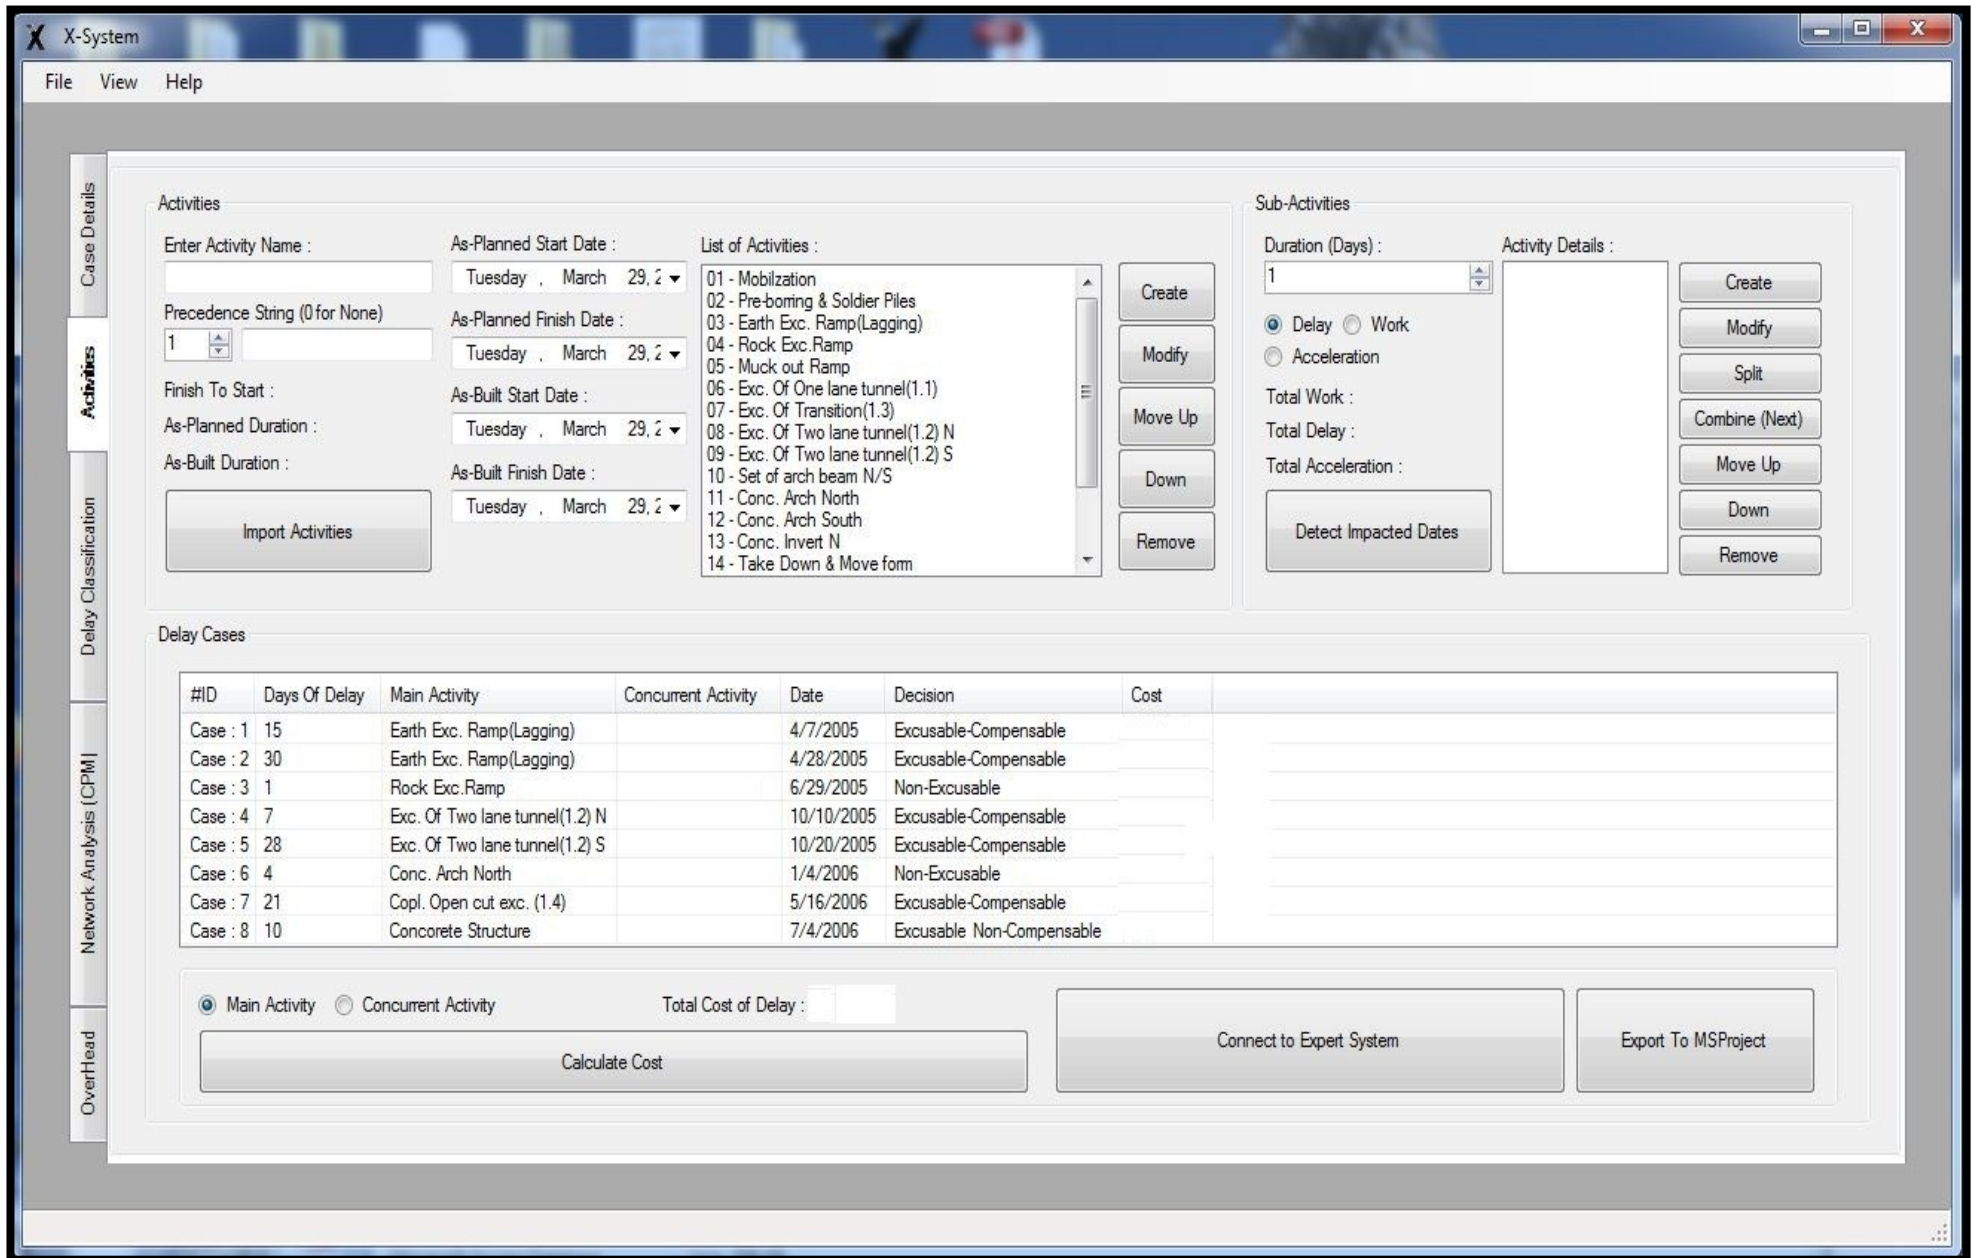 X-System
File View Help
Case Details
Activities
Delay Classification
Network Analysis (CPM)
OverHead
Activities
Enter Activity Name :
Precedence String (0 for None)
1
Finish To Start :
As-Planned Duration :
As-Built Duration :
Import Activities
As-Planned Start Date :
Tuesday , March 29, 2
As-Planned Finish Date :
Tuesday , March 29, 2
As-Built Start Date :
Tuesday , March 29, 2
As-Built Finish Date :
Tuesday , March 29, 2
List of Activities :
01 - Mobilzation
02 - Pre-borring & Soldier Piles
03 - Earth Exc. Ramp(Lagging)
04 - Rock Exc.Ramp
05 - Muck out Ramp
06 - Exc. Of One lane tunnel(1.1)
07 - Exc. Of Transition(1.3)
08 - Exc. Of Two lane tunnel(1.2) N
09 - Exc. Of Two lane tunnel(1.2) S
10 - Set of arch beam N/S
11 - Conc. Arch North
12 - Conc. Arch South
13 - Conc. Invert N
14 - Take Down & Move form
Create
Modify
Move Up
Down
Remove
Sub-Activities
Duration (Days) :
1
Delay Work
Acceleration
Total Work :
Total Delay :
Total Acceleration :
Detect Impacted Dates
Activity Details :
Create
Modify
Split
Combine (Next)
Move Up
Down
Remove
Delay Cases
#ID Days Of Delay Main Activity Concurrent Activity Date Decision Cost
Case : 1 15 Earth Exc. Ramp(Lagging) 4/7/2005 Excusable-Compensable
Case : 2 30 Earth Exc. Ramp(Lagging) 4/28/2005 Excusable-Compensable
Case : 3 1 Rock Exc.Ramp 6/29/2005 Non-Excusable
Case : 4 7 Exc. Of Two lane tunnel(1.2) N 10/10/2005 Excusable-Compensable
Case : 5 28 Exc. Of Two lane tunnel(1.2) S 10/20/2005 Excusable-Compensable
Case : 6 4 Conc. Arch North 1/4/2006 Non-Excusable
Case : 7 21 Copl. Open cut exc. (1.4) 5/16/2006 Excusable-Compensable
Case : 8 10 Concorete Structure 7/4/2006 Excusable Non-Compensable
Main Activity Concurrent Activity Total Cost of Delay :
Calculate Cost
Connect to Expert System
Export To MSProject